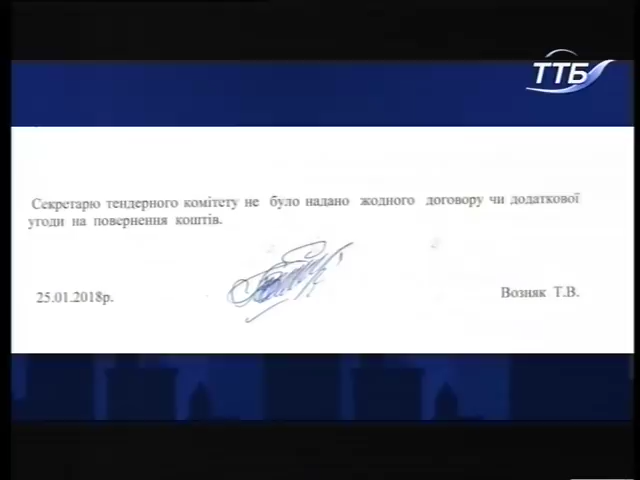 ТТБ
Секретарю тендерного комітету не було надано жодного договору чи додаткової
угоди на повернення коштів.
25.01.2018р.
Возняк Т.В.